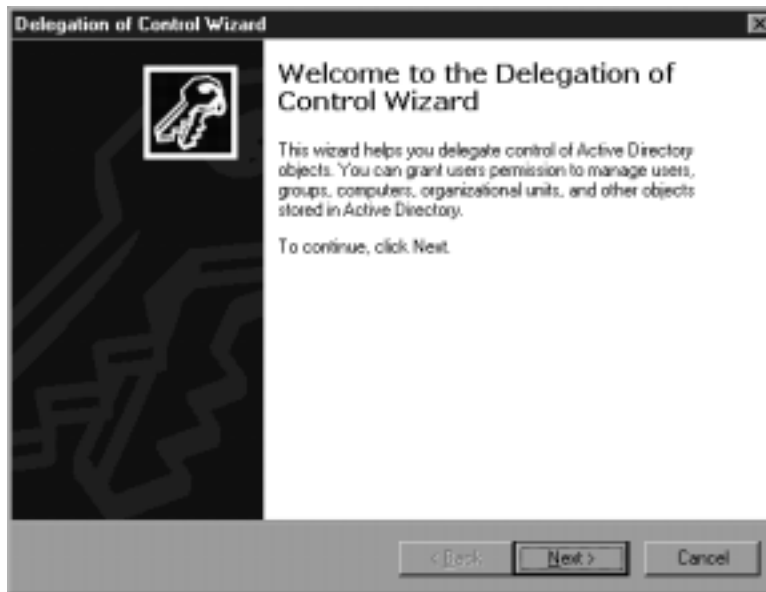 Delegation of Control Wizard
Welcome to the Delegation of
Control Wizard
This wizard helps you delegate control of Active Directory
objects. You can grant users permission to manage users,
groups, computers, organizational units, and other objects
stored in Active Directory.
To continue, click Next.
< Back
Next >
Cancel